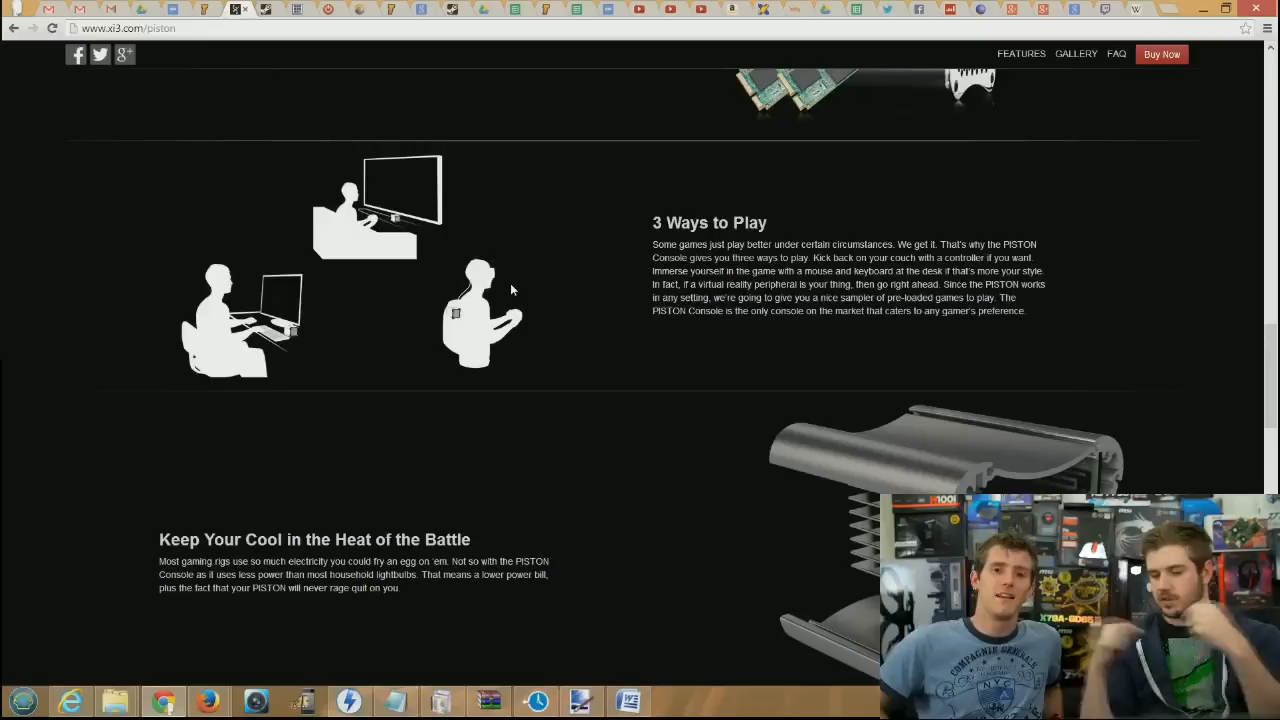 www.xi3.com/piston
FEATURES GALLERY FAQ Buy Now
3 Ways to Play
Some games just play better under certain circumstances. We get it. That's why the PISTON
Console gives you three ways to play. Kick back on your couch with a controller if you want.
Immerse yourself in the game with a mouse and keyboard at the desk if that's more your style.
In fact, if a virtual reality peripheral is your thing, then go right ahead. Since the PISTON works
in any setting, we're going to give you a nice sampler of pre-loaded games to play. The
PISTON Console is the only console on the market that caters to any gamer's preference.
Keep Your Cool in the Heat of the Battle
Most gaming rigs use so much electricity you could fry an egg on 'em. Not so with the PISTON
Console as it uses less power than most household lightbulbs. That means a lower power bill,
plus the fact that your PISTON will never rage quit on you.
H100i
X79A-GD65
COMPAGNIE GENERALE
NYC